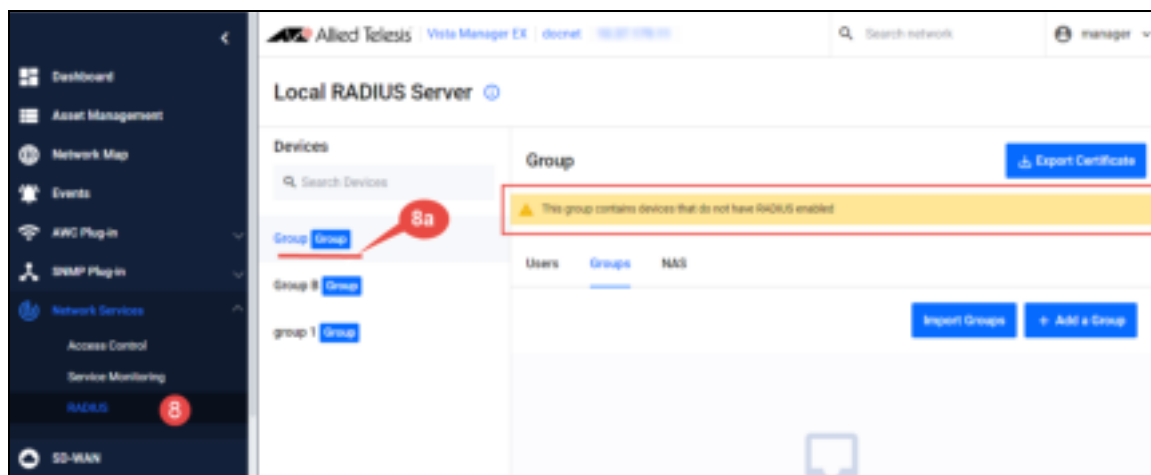 Allied Telesis Vista Manager EX docnet
Search network
manager
Dashboard
Asset Management
Network Map
Events
AWC Plug-in
SNMP Plug-in
Network Services
Access Control
Service Monitoring
RADIUS 8
SD-WAN
Local RADIUS Server
Devices
Search Devices
8a
Group Group
Group B Group
group 1 Group
Group
Export Certificate
This group contains devices that do not have RADIUS enabled
Users Groups NAS
Import Groups + Add a Group